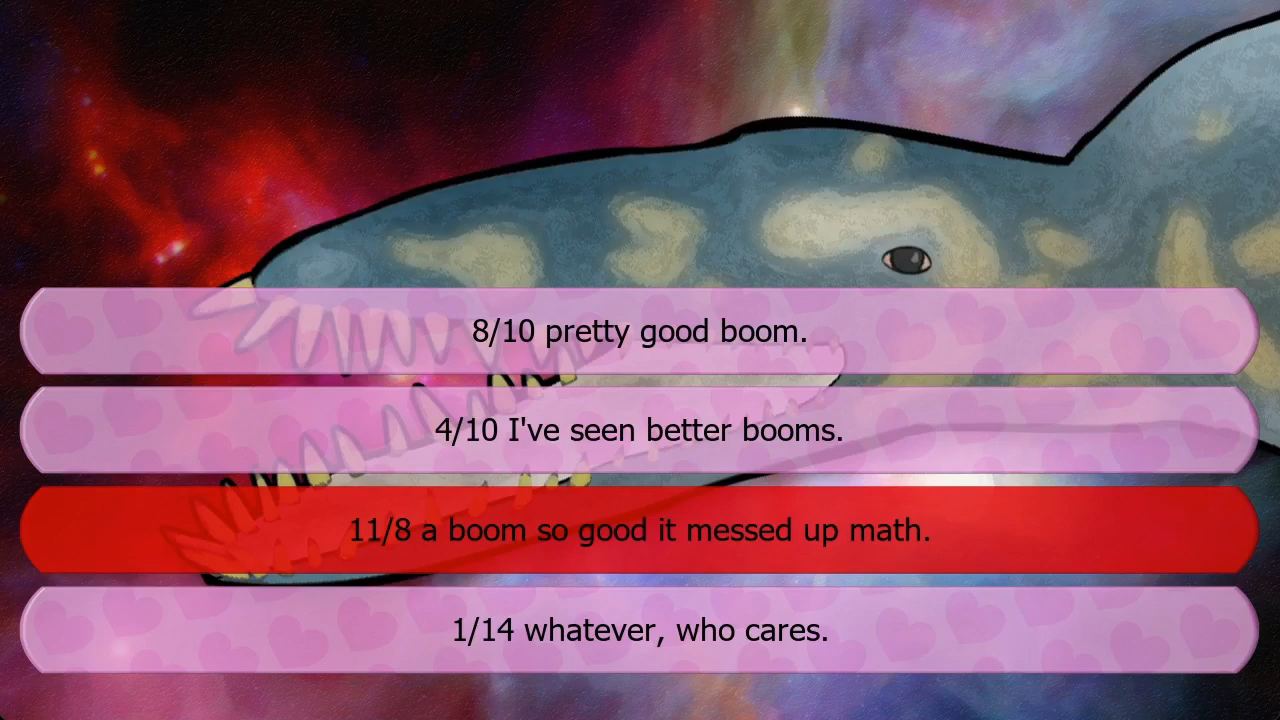 8/10 pretty good boom.
4/10 I've seen better booms.
11/8 a boom so good it messed up math.
1/14 whatever, who cares.